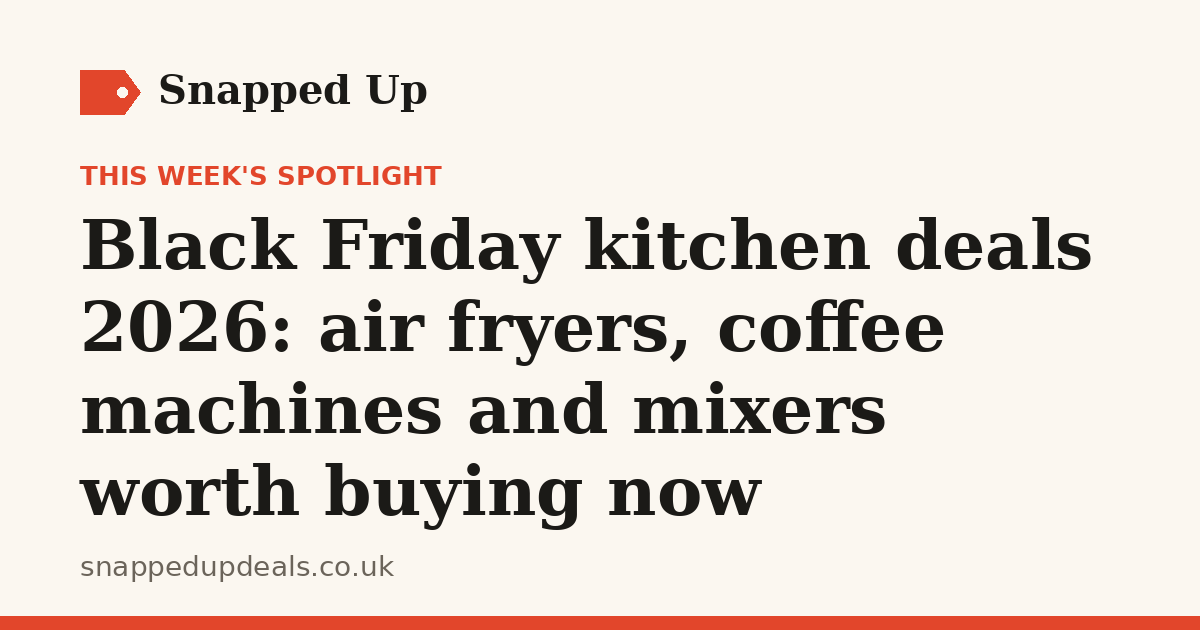 Snapped Up
THIS WEEK'S SPOTLIGHT
Black Friday kitchen deals
2026: air fryers, coffee
machines and mixers
worth buying now
snappedupdeals.co.uk